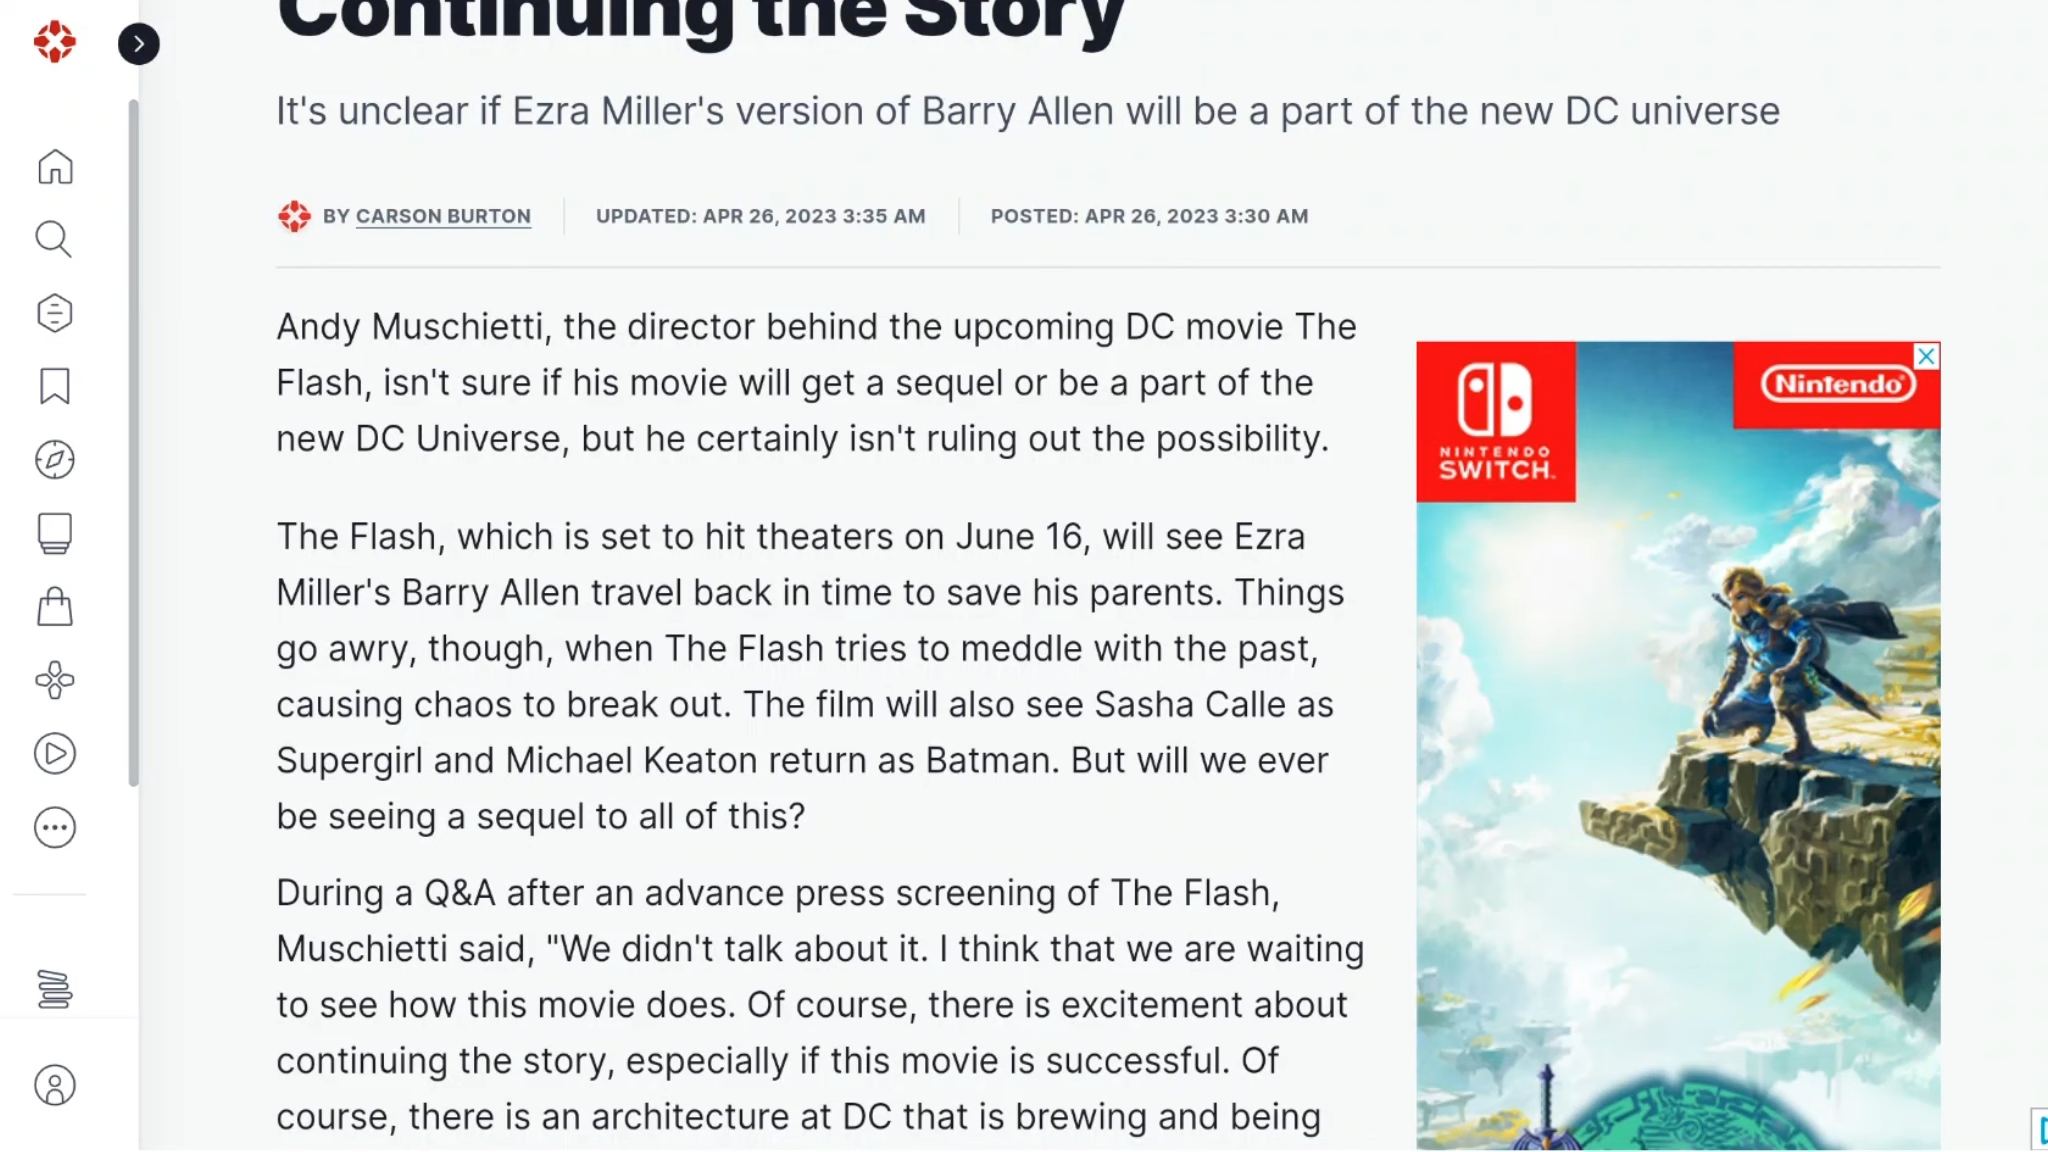 Continuing the Story
It's unclear if Ezra Miller's version of Barry Allen will be a part of the new DC universe
BY CARSON BURTON
UPDATED: APR 26, 2023 3:35 AM
POSTED: APR 26, 2023 3:30 AM
Andy Muschietti, the director behind the upcoming DC movie The
Flash, isn't sure if his movie will get a sequel or be a part of the
new DC Universe, but he certainly isn't ruling out the possibility.
The Flash, which is set to hit theaters on June 16, will see Ezra
Miller's Barry Allen travel back in time to save his parents. Things
go awry, though, when The Flash tries to meddle with the past,
causing chaos to break out. The film will also see Sasha Calle as
Supergirl and Michael Keaton return as Batman. But will we ever
be seeing a sequel to all of this?
During a Q&A after an advance press screening of The Flash,
Muschietti said, "We didn't talk about it. I think that we are waiting
to see how this movie does. Of course, there is excitement about
continuing the story, especially if this movie is successful. Of
course, there is an architecture at DC that is brewing and being
NINTENDO
SWITCH.
Nintendo